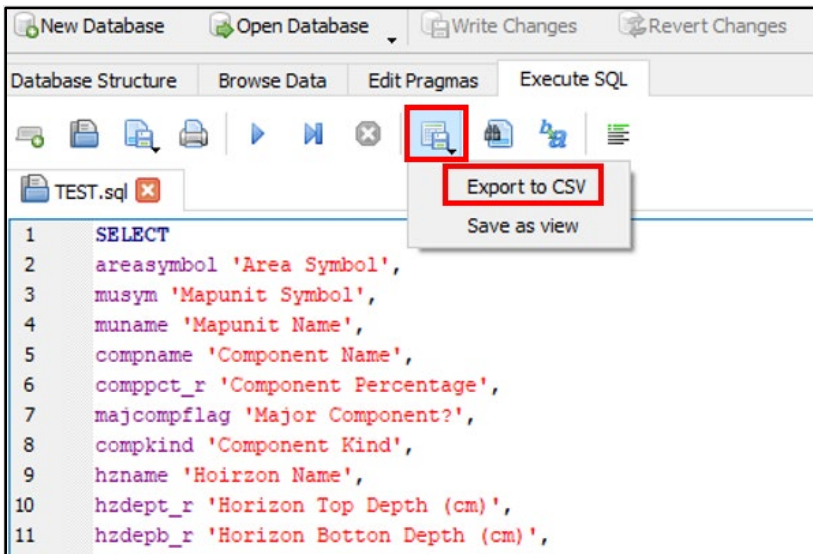 New Database Open Database Write Changes Revert Changes
Database Structure Browse Data Edit Pragmas Execute SQL
Export to CSV
TEST.sql
Save as view
1 SELECT
2 areasymbol 'Area Symbol',
3 musym 'Mapunit Symbol',
4 muname 'Mapunit Name',
5 compname 'Component Name',
6 comppct_r 'Component Percentage',
7 majcompflag 'Major Component?',
8 compkind 'Component Kind',
9 hzname 'Hoirzon Name',
10 hzdept_r 'Horizon Top Depth (cm)',
11 hzdepb_r 'Horizon Botton Depth (cm)',